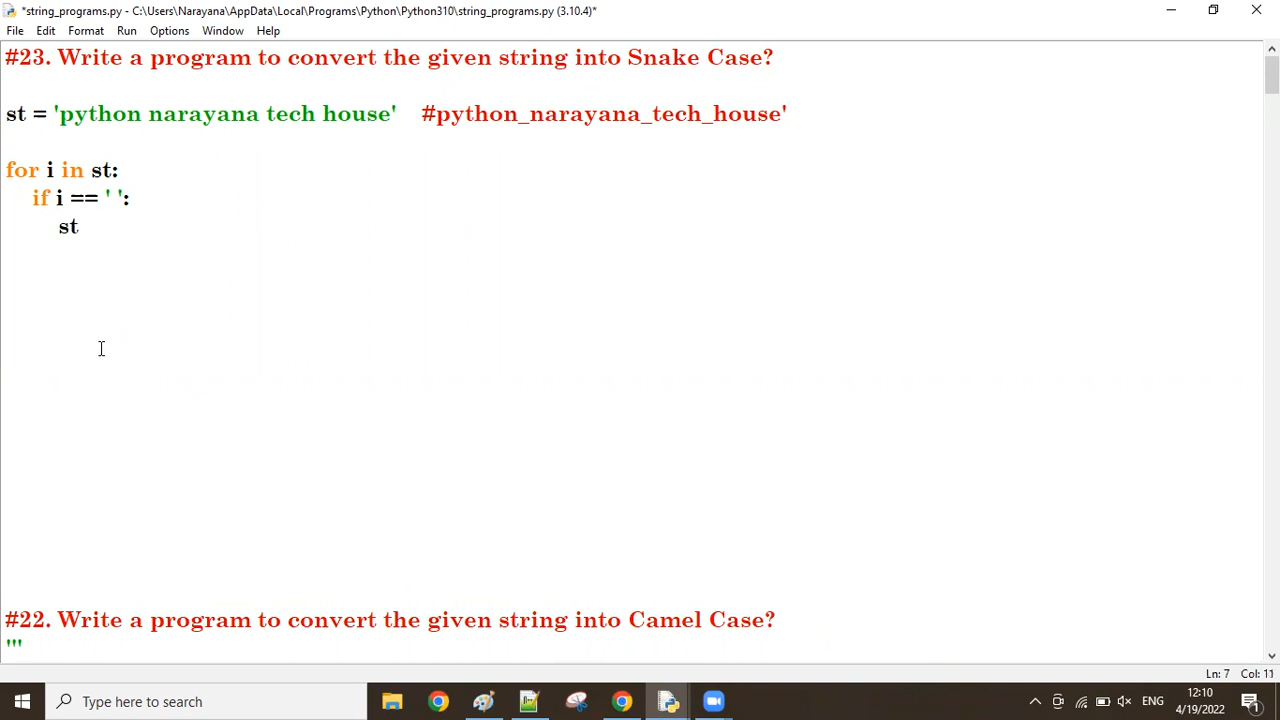 *string_programs.py - C:\Users\Narayana\AppData\Local\Programs\Python\Python310\string_programs.py (3.10.4)*
File Edit Format Run Options Window Help
#23. Write a program to convert the given string into Snake Case?
st = 'python narayana tech house' #python_narayana_tech_house'
for i in st:
if i == ' ':
st
#22. Write a program to convert the given string into Camel Case?
'''
Ln: 7 Col: 11
Type here to search
ENG
12:10
4/19/2022
1